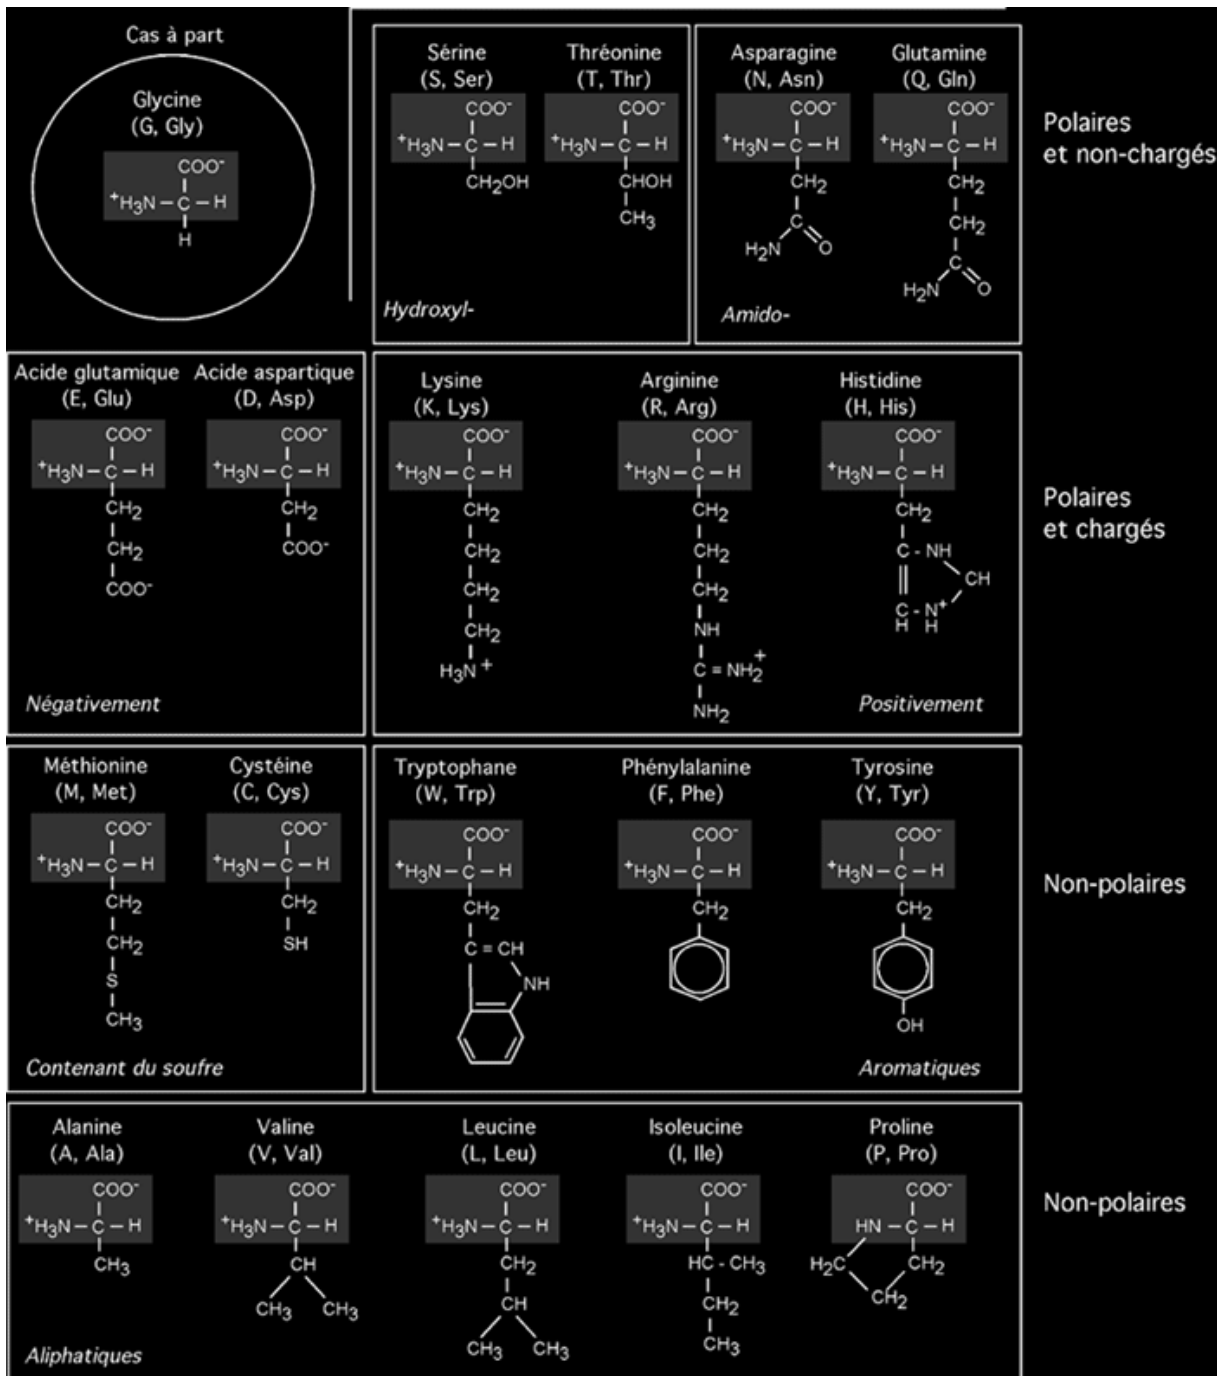 Cas à part
Glycine
(G, Gly)
COO⁻
⁺H₃N – C – H
H
Sérine
(S, Ser)
COO⁻
⁺H₃N – C – H
CH₂OH
Thréonine
(T, Thr)
COO⁻
⁺H₃N – C – H
CHOH
CH₃
Hydroxyl-
Asparagine
(N, Asn)
COO⁻
⁺H₃N – C – H
CH₂
C
H₂N O
Glutamine
(Q, Gln)
COO⁻
⁺H₃N – C – H
CH₂
CH₂
C
H₂N O
Amido-
Polaires
et non-chargés
Acide glutamique
(E, Glu)
COO⁻
⁺H₃N – C – H
CH₂
CH₂
COO⁻
Acide aspartique
(D, Asp)
COO⁻
⁺H₃N – C – H
CH₂
COO⁻
Négativement
Lysine
(K, Lys)
COO⁻
⁺H₃N – C – H
CH₂
CH₂
CH₂
CH₂
H₃N⁺
Arginine
(R, Arg)
COO⁻
⁺H₃N – C – H
CH₂
CH₂
CH₂
NH
C = NH₂⁺
NH₂
Histidine
(H, His)
COO⁻
⁺H₃N – C – H
CH₂
C - NH
CH
C - N⁺
H H
Positivement
Polaires
et chargés
Méthionine
(M, Met)
COO⁻
⁺H₃N – C – H
CH₂
CH₂
S
CH₃
Cystéine
(C, Cys)
COO⁻
⁺H₃N – C – H
CH₂
SH
Contenant du soufre
Tryptophane
(W, Trp)
COO⁻
⁺H₃N – C – H
CH₂
C = CH
NH
Phénylalanine
(F, Phe)
COO⁻
⁺H₃N – C – H
CH₂
Tyrosine
(Y, Tyr)
COO⁻
⁺H₃N – C – H
CH₂
OH
Aromatiques
Non-polaires
Alanine
(A, Ala)
COO⁻
⁺H₃N – C – H
CH₃
Valine
(V, Val)
COO⁻
⁺H₃N – C – H
CH
CH₃ CH₃
Leucine
(L, Leu)
COO⁻
⁺H₃N – C – H
CH₂
CH
CH₃ CH₃
Isoleucine
(I, Ile)
COO⁻
⁺H₃N – C – H
HC - CH₃
CH₂
CH₃
Proline
(P, Pro)
COO⁻
HN – C – H
H₂C CH₂
CH₂
Aliphatiques
Non-polaires